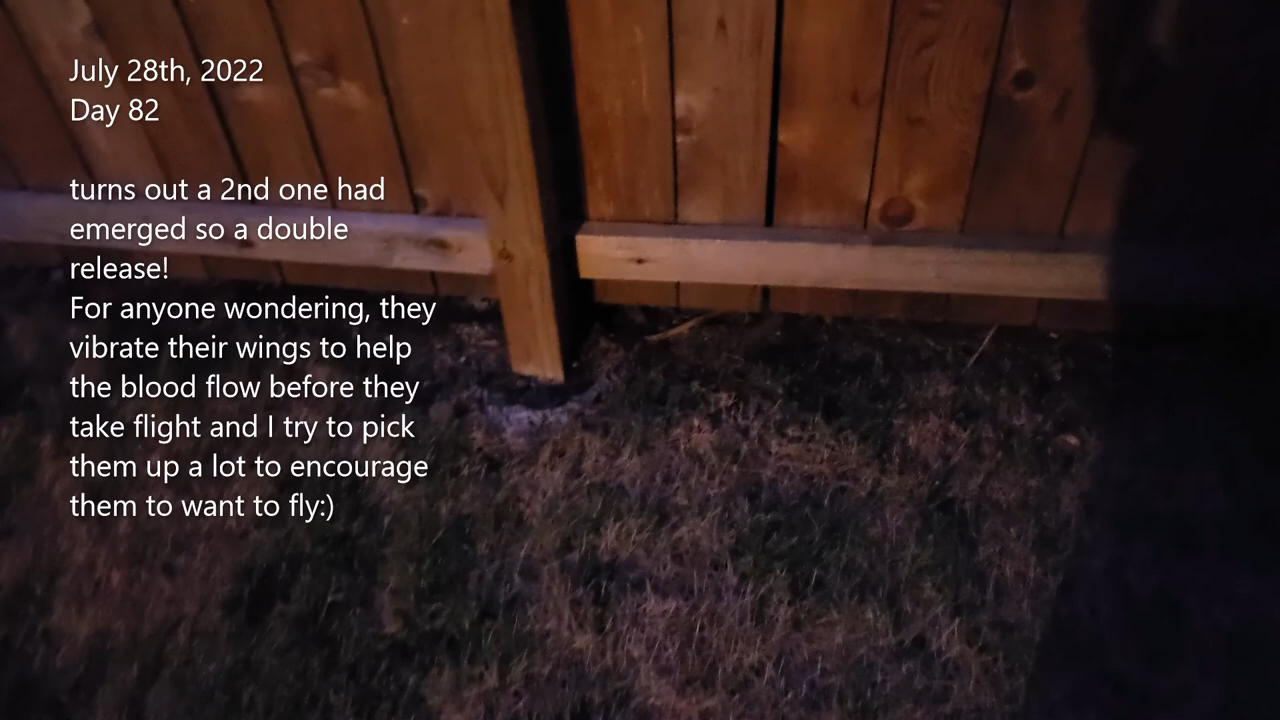 July 28th, 2022
Day 82
turns out a 2nd one had
emerged so a double
release!
For anyone wondering, they
vibrate their wings to help
the blood flow before they
take flight and I try to pick
them up a lot to encourage
them to want to fly:)